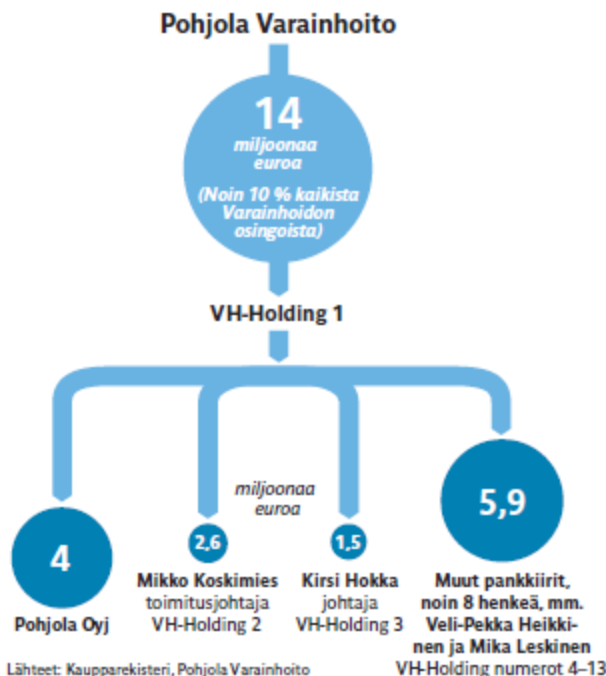 Pohjola Varainhoito
14
miljoonaa
euroa
(Noin 10 % kaikista
Varainhoidon
osingoista)
VH-Holding 1
miljoonaa
euroa
4
Pohjola Oyj
2,6
Mikko Koskimies
toimitusjohtaja
VH-Holding 2
1,5
Kirsi Hokka
johtaja
VH-Holding 3
5,9
Muut pankkiirit,
noin 8 henkeä, mm.
Veli-Pekka Heikki-
nen ja Mika Leskinen
VH-Holding numerot 4–13
Lähteet: Kaupparekisteri, Pohjola Varainhoito